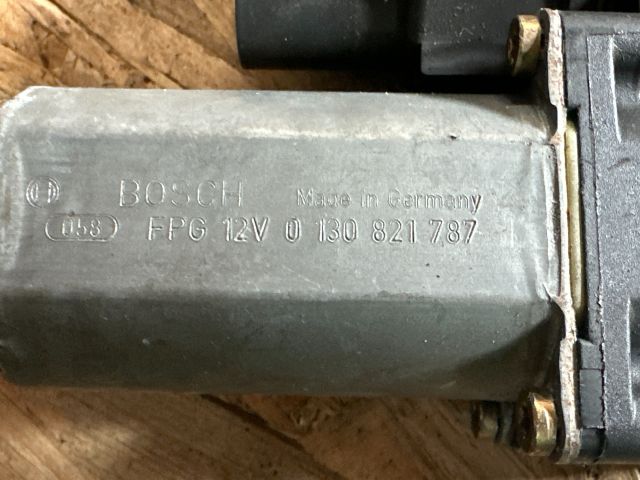 BOSCH Made in Germany
058 FPG 12V 0 130 821 787